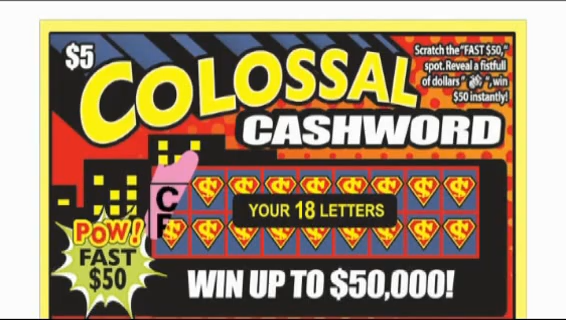 $5
COLOSSAL
CASHWORD
Scratch the "FAST $50,"
spot. Reveal a fistfull
of dollars " ", win
$50 instantly!
C
YOUR 18 LETTERS
POW!
FAST
$50
WIN UP TO $50,000!